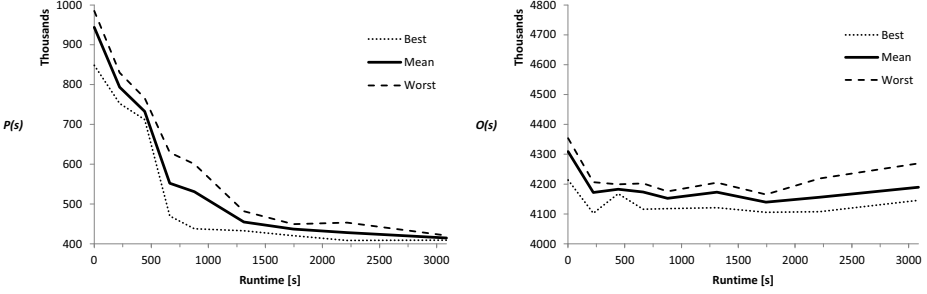 Thousands
1000
900
800
700
600
500
400
P(s)
0 500 1000 1500 2000 2500 3000
Runtime [s]
Best
Mean
Worst
Thousands
4800
4700
4600
4500
4400
4300
4200
4100
4000
O(s)
0 500 1000 1500 2000 2500 3000
Runtime [s]
Best
Mean
Worst